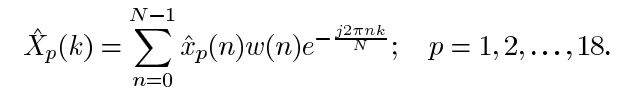 $$\hat{X}_p(k) = \sum_{n=0}^{N-1} \hat{x}_p(n)w(n)e^{-\frac{j2\pi nk}{N}}; \quad p = 1, 2, \ldots, 18.$$